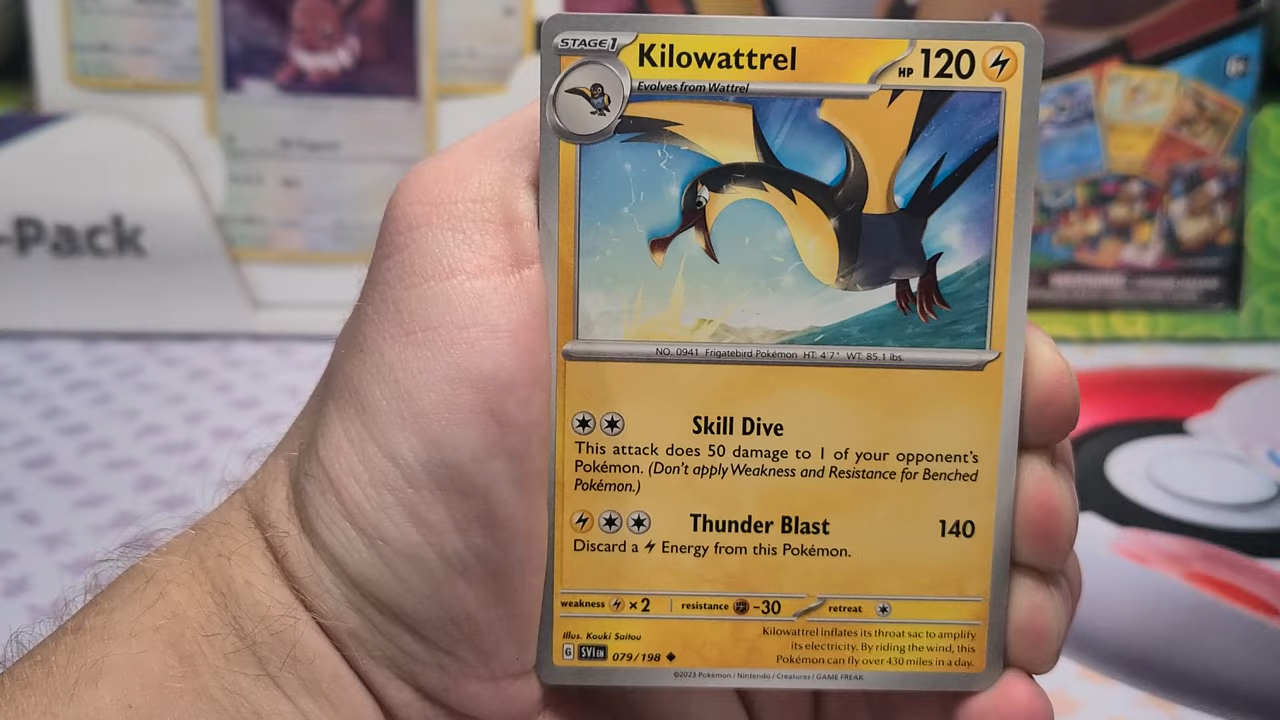 STAGE1
Kilowattrel
HP 120
Evolves from Wattrel
-Pack
NO. 0941 Frigatebird Pokémon HT: 4'7" WT: 85.1 lbs.
Skill Dive
This attack does 50 damage to 1 of your opponent's
Pokémon. (Don't apply Weakness and Resistance for Benched
Pokémon.)
Thunder Blast 140
Discard a Energy from this Pokémon.
weakness ×2 resistance -30 retreat
Illus. Kouki Saitou
G SVI EN 079/198
Kilowattrel inflates its throat sac to amplify
its electricity. By riding the wind, this
Pokémon can fly over 430 miles in a day.
©2023 Pokémon / Nintendo / Creatures / GAME FREAK